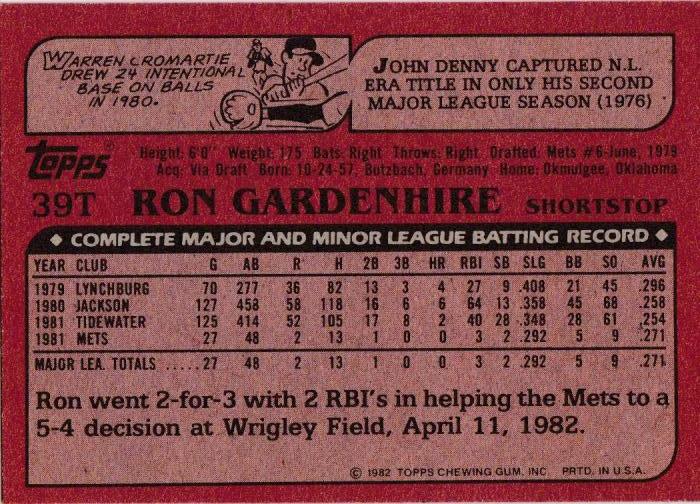 WARREN CROMARTIE
DREW 24 INTENTIONAL
BASE ON BALLS
IN 1980.
JOHN DENNY CAPTURED N.L.
ERA TITLE IN ONLY HIS SECOND
MAJOR LEAGUE SEASON (1976)
Topps®
Height: 6'0" Weight: 175 Bats: Right Throws: Right Drafted: Mets #6-June, 1979
Acq: Via Draft Born: 10-24-57, Butzbach, Germany Home: Okmulgee, Oklahoma
39T RON GARDENHIRE SHORTSTOP
◆ COMPLETE MAJOR AND MINOR LEAGUE BATTING RECORD ◆
YEAR CLUB G AB R H 2B 3B HR RBI SB SLG BB SO AVG
1979 LYNCHBURG 70 277 36 82 13 3 4 27 9 .408 21 45 .296
1980 JACKSON 127 458 58 118 16 6 6 64 13 .358 45 68 .258
1981 TIDEWATER 125 414 52 105 17 8 2 40 28 .348 28 61 .254
1981 METS 27 48 2 13 1 0 0 3 2 .292 5 9 .271
MAJOR LEA. TOTALS .....27 48 2 13 1 0 0 3 2 .292 5 9 .271
Ron went 2-for-3 with 2 RBI's in helping the Mets to a
5-4 decision at Wrigley Field, April 11, 1982.
© 1982 TOPPS CHEWING GUM, INC. PRTD. IN U.S.A.